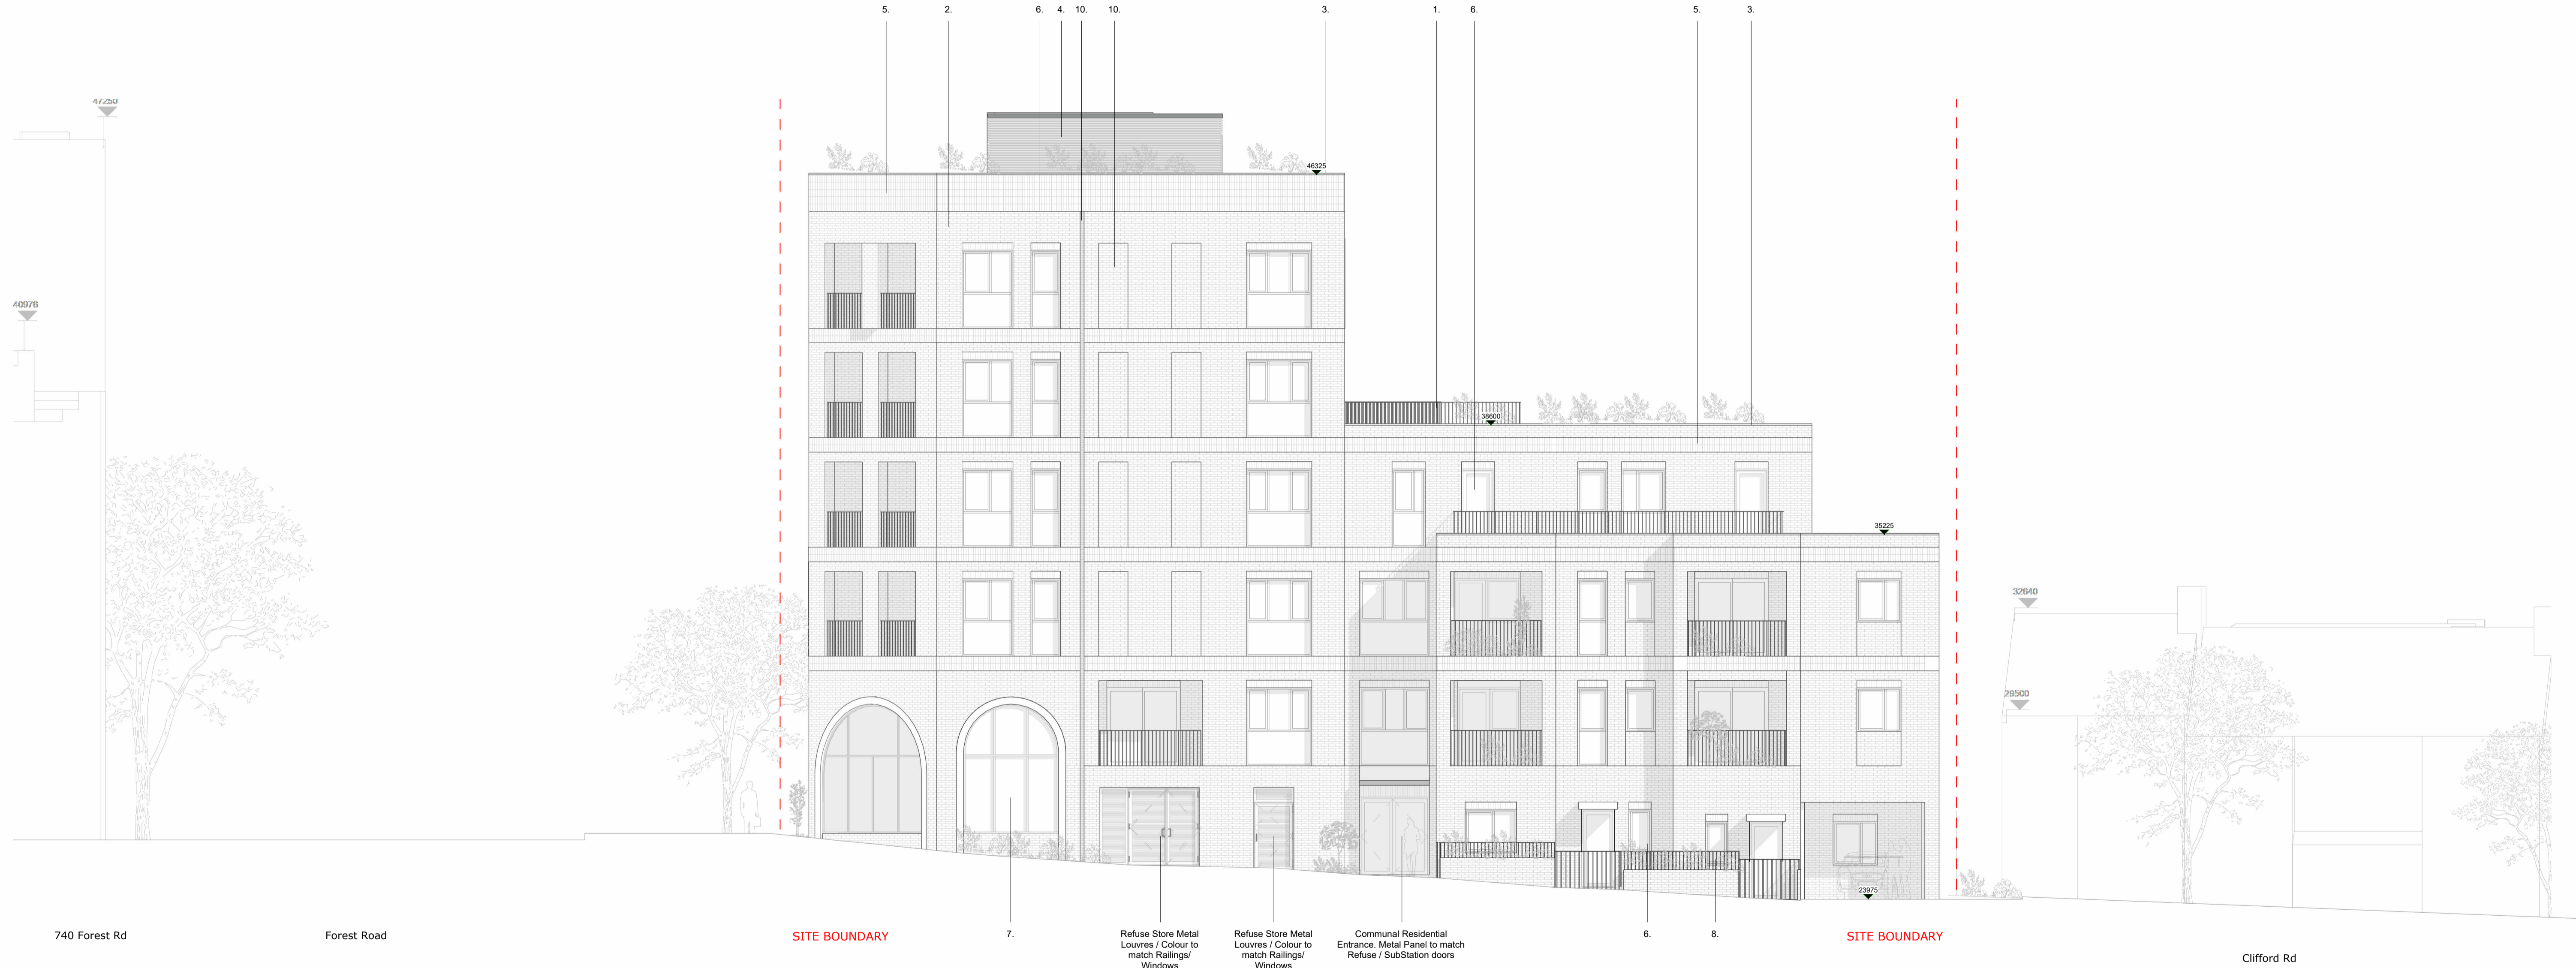 5. 2. 6. 4. 10. 10. 3. 1. 6. 5. 3.
47250
46325
40976
38600
35225
32640
29500
23975
740 Forest Rd
Forest Road
SITE BOUNDARY
7.
Refuse Store Metal
Louvres / Colour to
match Railings/
Windows
Refuse Store Metal
Louvres / Colour to
match Railings/
Windows
Communal Residential
Entrance. Metal Panel to match
Refuse / SubStation doors
6.
8.
SITE BOUNDARY
Clifford Rd